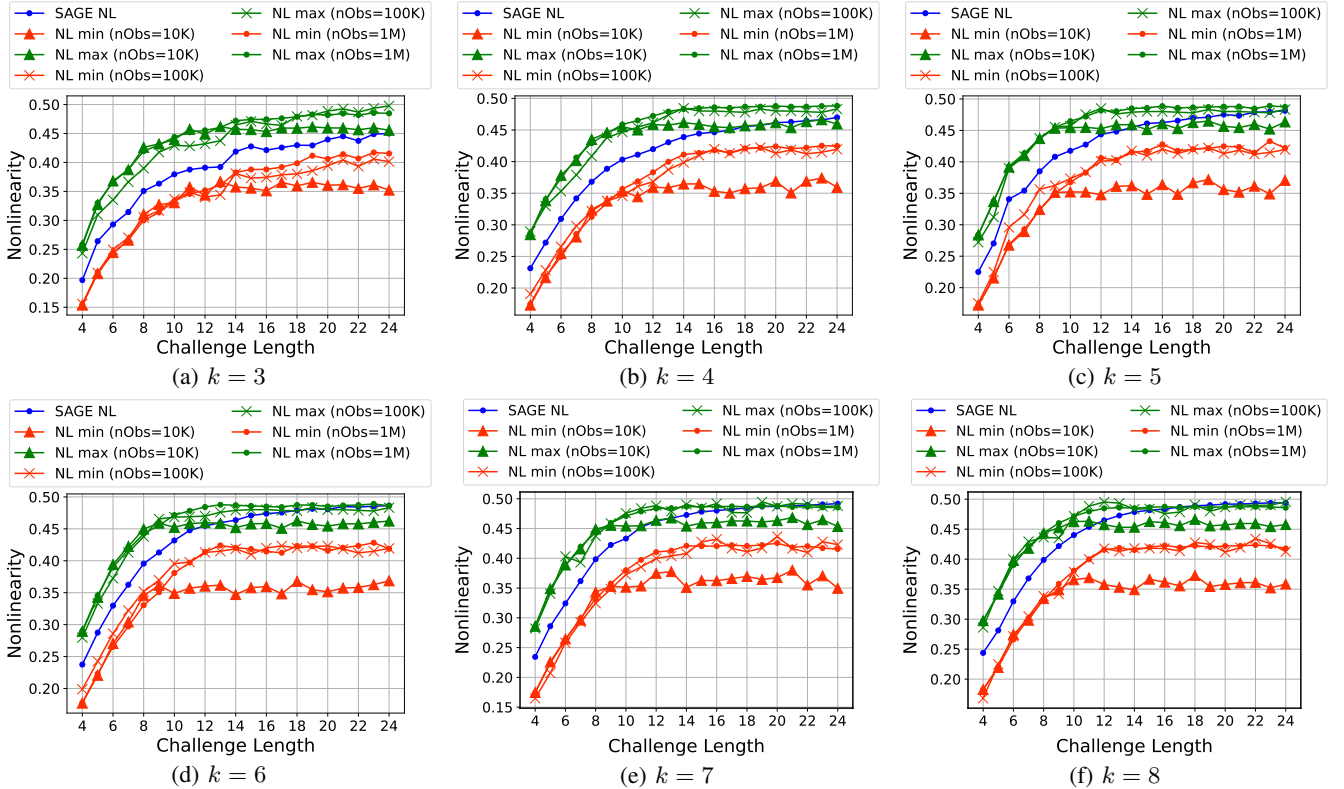 SAGE NL
NL min (nObs=10K)
NL max (nObs=10K)
NL min (nObs=100K)
NL max (nObs=100K)
NL min (nObs=1M)
NL max (nObs=1M)
Nonlinearity
0.50
0.45
0.40
0.35
0.30
0.25
0.20
0.15
4 6 8 10 12 14 16 18 20 22 24
Challenge Length
(a) k = 3
SAGE NL
NL min (nObs=10K)
NL max (nObs=10K)
NL min (nObs=100K)
NL max (nObs=100K)
NL min (nObs=1M)
NL max (nObs=1M)
Nonlinearity
0.50
0.45
0.40
0.35
0.30
0.25
0.20
4 6 8 10 12 14 16 18 20 22 24
Challenge Length
(b) k = 4
SAGE NL
NL min (nObs=10K)
NL max (nObs=10K)
NL min (nObs=100K)
NL max (nObs=100K)
NL min (nObs=1M)
NL max (nObs=1M)
Nonlinearity
0.50
0.45
0.40
0.35
0.30
0.25
0.20
4 6 8 10 12 14 16 18 20 22 24
Challenge Length
(c) k = 5
SAGE NL
NL min (nObs=10K)
NL max (nObs=10K)
NL min (nObs=100K)
NL max (nObs=100K)
NL min (nObs=1M)
NL max (nObs=1M)
Nonlinearity
0.50
0.45
0.40
0.35
0.30
0.25
0.20
4 6 8 10 12 14 16 18 20 22 24
Challenge Length
(d) k = 6
SAGE NL
NL min (nObs=10K)
NL max (nObs=10K)
NL min (nObs=100K)
NL max (nObs=100K)
NL min (nObs=1M)
NL max (nObs=1M)
Nonlinearity
0.50
0.45
0.40
0.35
0.30
0.25
0.20
0.15
4 6 8 10 12 14 16 18 20 22 24
Challenge Length
(e) k = 7
SAGE NL
NL min (nObs=10K)
NL max (nObs=10K)
NL min (nObs=100K)
NL max (nObs=100K)
NL min (nObs=1M)
NL max (nObs=1M)
Nonlinearity
0.50
0.45
0.40
0.35
0.30
0.25
0.20
4 6 8 10 12 14 16 18 20 22 24
Challenge Length
(f) k = 8